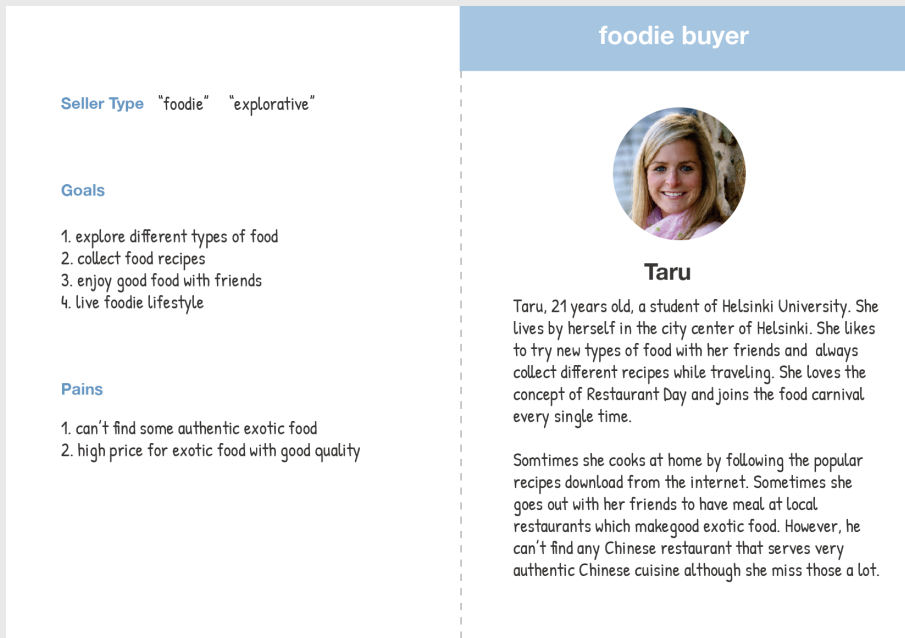 foodie buyer
Seller Type “foodie” “explorative”
Goals
1. explore different types of food
2. collect food recipes
3. enjoy good food with friends
4. live foodie lifestyle
Pains
1. can't find some authentic exotic food
2. high price for exotic food with good quality
Taru
Taru, 21 years old, a student of Helsinki University. She
lives by herself in the city center of Helsinki. She likes
to try new types of food with her friends and always
collect different recipes while traveling. She loves the
concept of Restaurant Day and joins the food carnival
every single time.
Somtimes she cooks at home by following the popular
recipes download from the internet. Sometimes she
goes out with her friends to have meal at local
restaurants which makegood exotic food. However, he
can't find any Chinese restaurant that serves very
authentic Chinese cuisine although she miss those a lot.